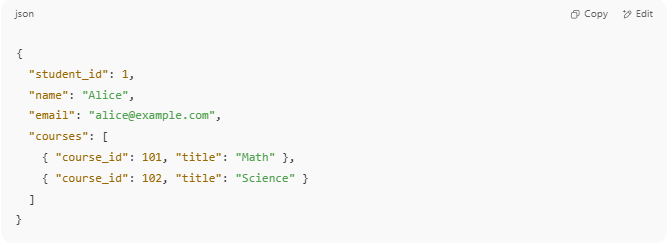 json Copy Edit
{
"student_id": 1,
"name": "Alice",
"email": "alice@example.com",
"courses": [
{ "course_id": 101, "title": "Math" },
{ "course_id": 102, "title": "Science" }
]
}